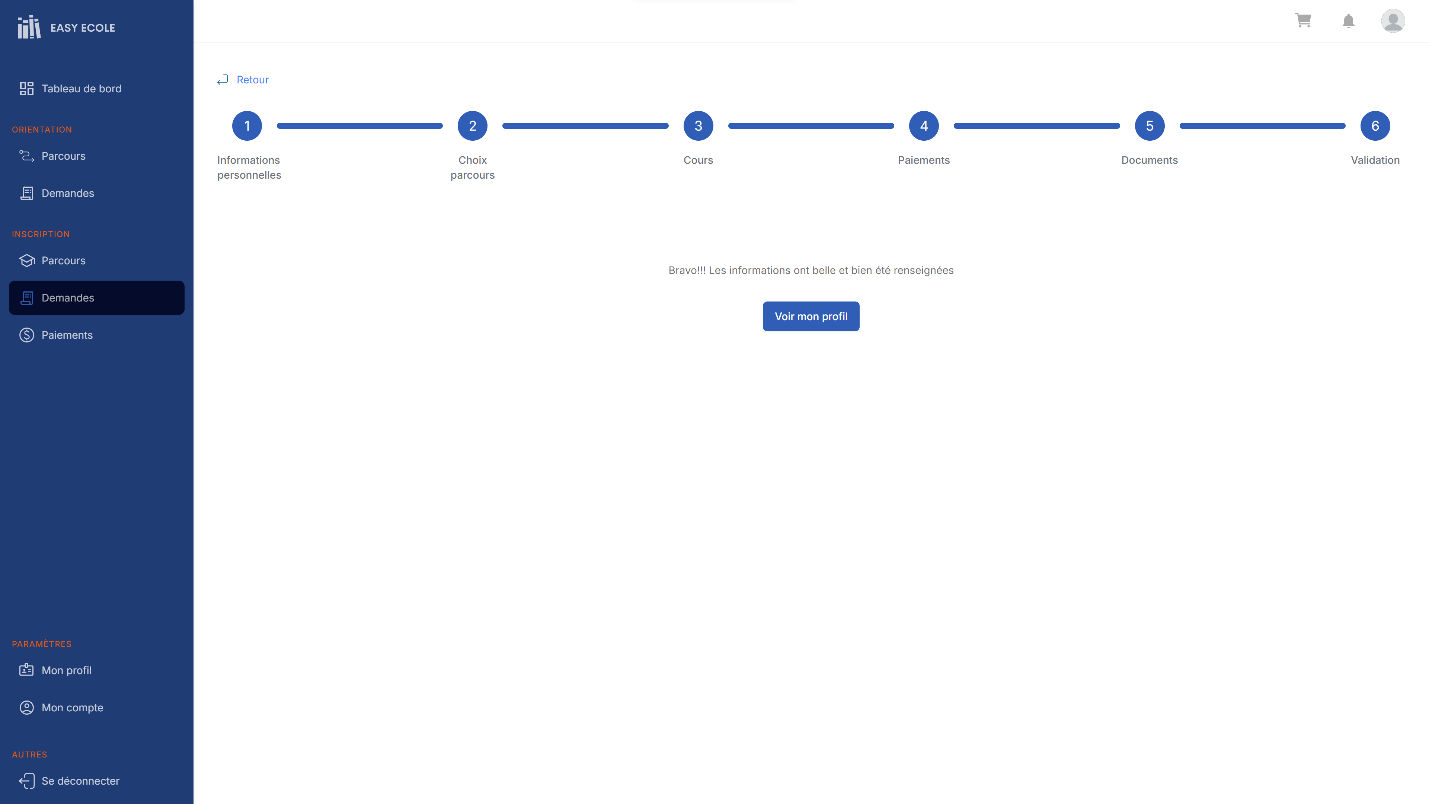 EASY ECOLE
Tableau de bord
ORIENTATION
Parcours
Demandes
INSCRIPTION
Parcours
Demandes
Paiements
PARAMÈTRES
Mon profil
Mon compte
AUTRES
Se déconnecter
Retour
1
2
3
4
5
6
Informations
personnelles
Choix
parcours
Cours
Paiements
Documents
Validation
Bravo!!! Les informations ont belle et bien été renseignées
Voir mon profil